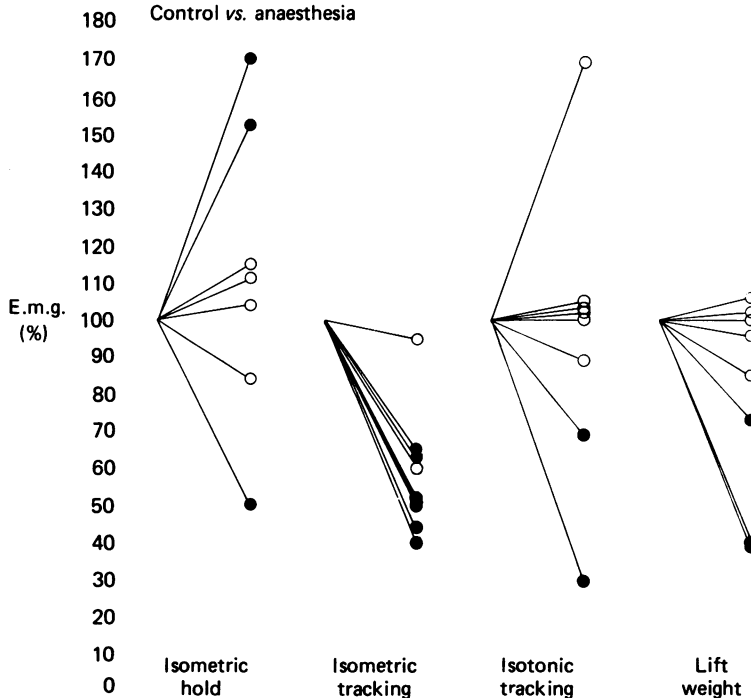 Control vs. anaesthesia
180
170
160
150
140
130
120
110
100
90
80
70
60
50
40
30
20
10
0
E.m.g.
(%)
Isometric
hold
Isometric
tracking
Isotonic
tracking
Lift
weight